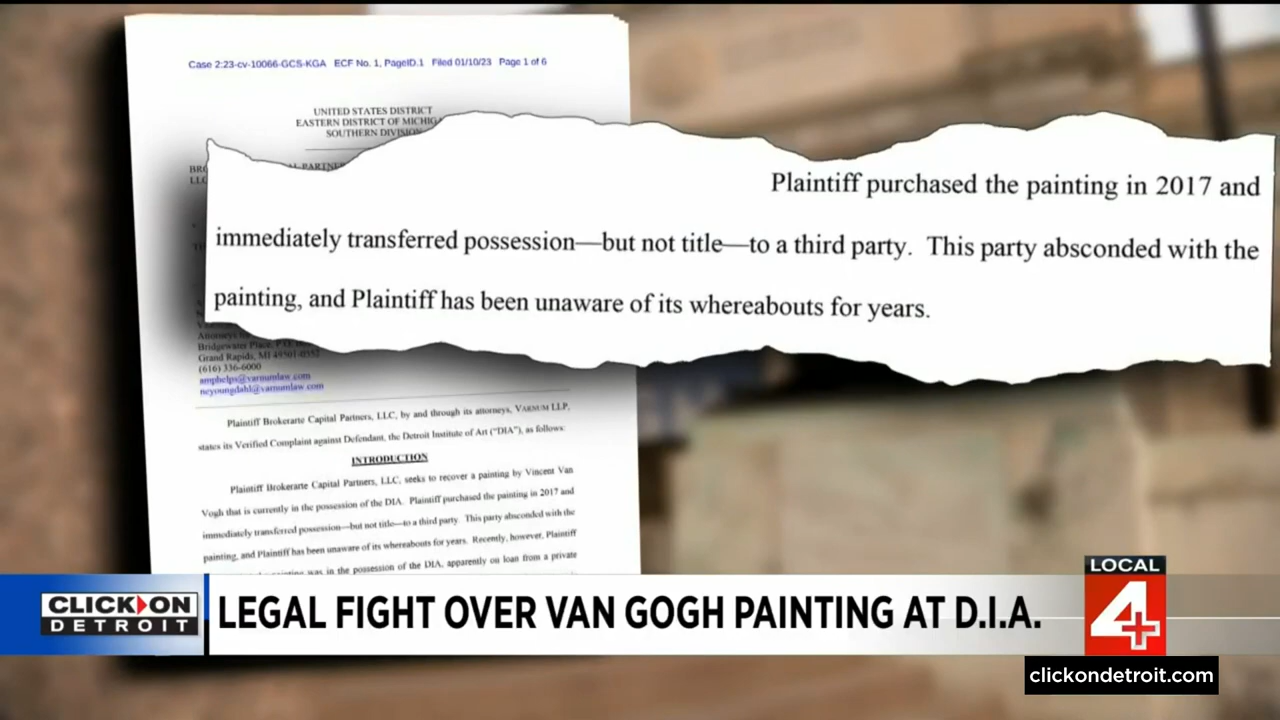 Case 2:23-cv-10066-GCS-KGA ECF No. 1, PageID.1 Filed 01/10/23 Page 1 of 6
UNITED STATES DISTRICT
EASTERN DISTRICT OF MICHIG
SOUTHERN DIVISION
Plaintiff purchased the painting in 2017 and
immediately transferred possession—but not title—to a third party. This party absconded with the
painting, and Plaintiff has been unaware of its whereabouts for years.
Grand Rapids, MI 49501-0352
(616) 336-6000
amphelps@varnumlaw.com
neyoungdahl@varnumlaw.com
Plaintiff Brokerarte Capital Partners, LLC, by and through its attorneys, VARNUM LLP,
states its Verified Complaint against Defendant, the Detroit Institute of Art ("DIA"), as follows:
INTRODUCTION
Plaintiff Brokerarte Capital Partners, LLC, seeks to recover a painting by Vincent Van
Vogh that is currently in the possession of the DIA. Plaintiff purchased the painting in 2017 and
immediately transferred possession—but not title—to a third party. This party absconded with the
painting, and Plaintiff has been unaware of its whereabouts for years. Recently, however, Plaintiff
was in the possession of the DIA, apparently on loan from a private
CLICK ON
DETROIT
LEGAL FIGHT OVER VAN GOGH PAINTING AT D.I.A.
LOCAL
4
clickondetroit.com